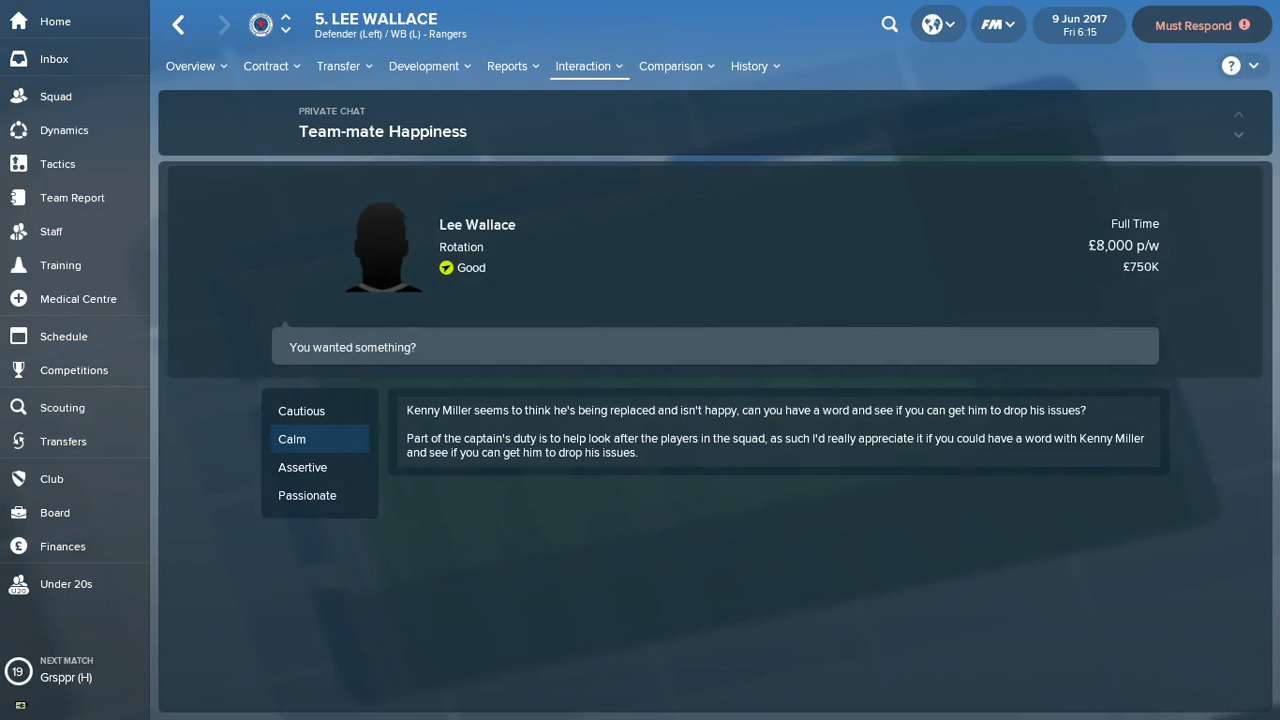 Home
Inbox
Squad
Dynamics
Tactics
Team Report
Staff
Training
Medical Centre
Schedule
Competitions
Scouting
Transfers
Club
Board
Finances
U20
Under 20s
19
NEXT MATCH
Grsppr (H)
5. LEE WALLACE
Defender (Left) / WB (L) - Rangers
FM
9 Jun 2017
Fri 6:15
Must Respond
Overview
Contract
Transfer
Development
Reports
Interaction
Comparison
History
?
PRIVATE CHAT
Team-mate Happiness
Lee Wallace
Rotation
Good
Full Time
£8,000 p/w
£750K
You wanted something?
Cautious
Calm
Assertive
Passionate
Kenny Miller seems to think he's being replaced and isn't happy, can you have a word and see if you can get him to drop his issues?
Part of the captain's duty is to help look after the players in the squad, as such I'd really appreciate it if you could have a word with Kenny Miller
and see if you can get him to drop his issues.